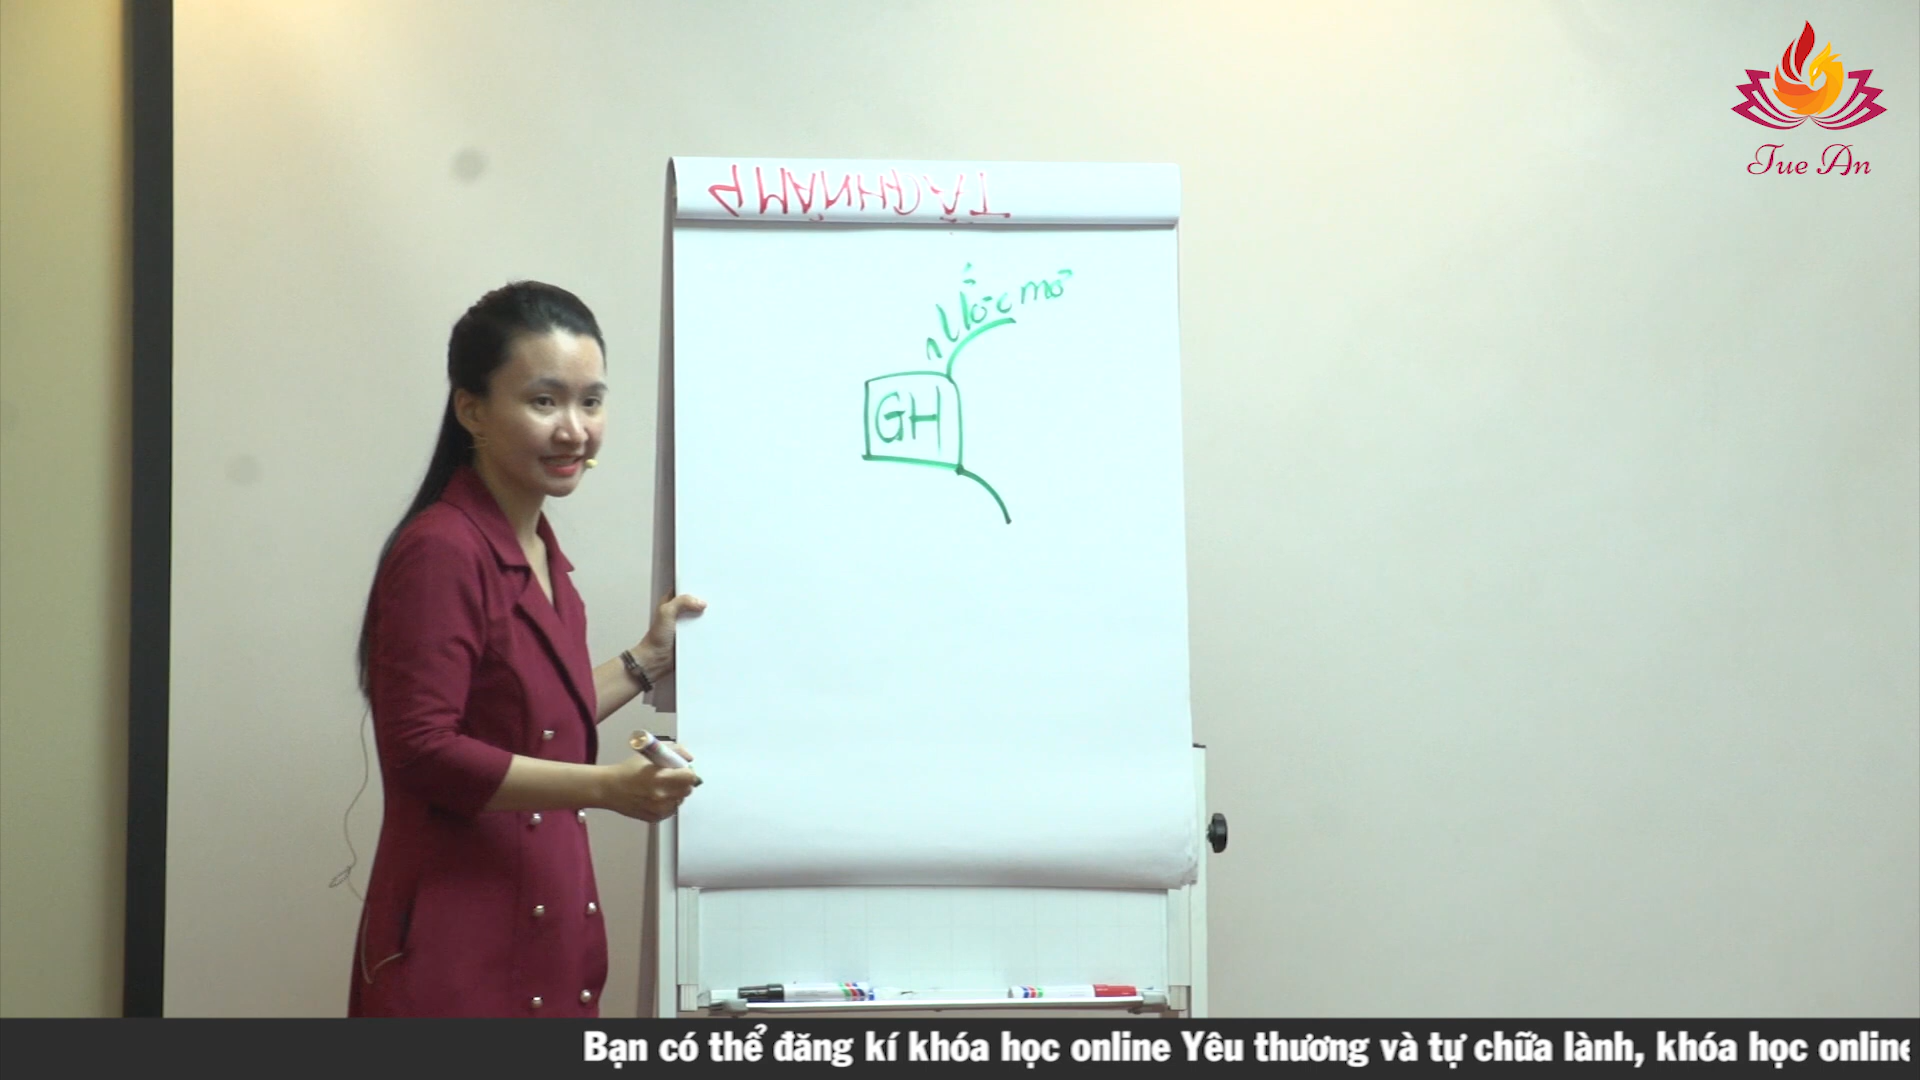 Tue An
Ước mơ
GH
Bạn có thể đăng kí khóa học online Yêu thương và tự chữa lành, khóa học online